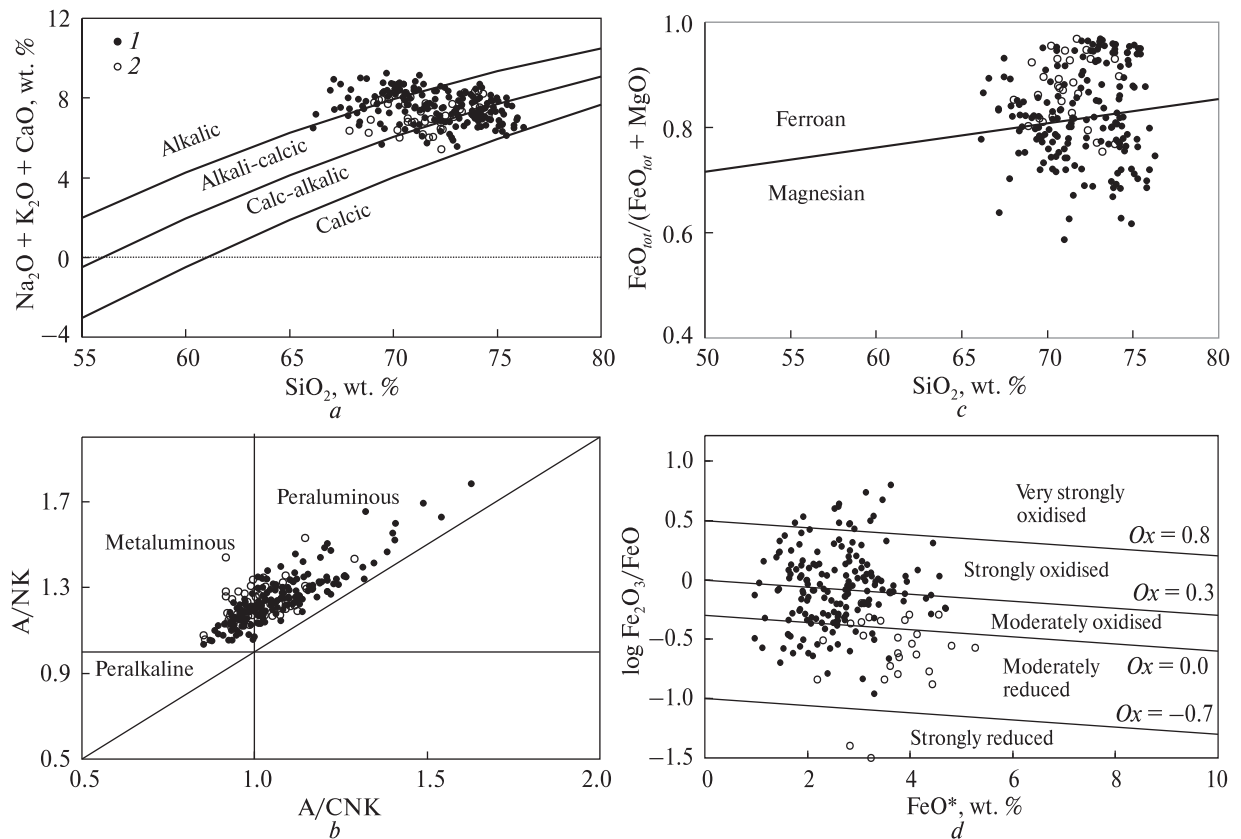 12
8
4
0
−4
Na₂O + K₂O + CaO, wt. %
1
2
Alkalic
Alkali-calcic
Calc-alkalic
Calcic
55 60 65 70 75 80
SiO₂, wt. %
a
1.0
0.8
0.6
0.4
FeO_tot/(FeO_tot + MgO)
Ferroan
Magnesian
50 55 60 65 70 75 80
SiO₂, wt. %
c
1.7
1.3
0.9
0.5
A/NK
Peraluminous
Metaluminous
Peralkaline
0.5 1.0 1.5 2.0
A/CNK
b
1.0
0.5
0
−0.5
−1.0
−1.5
log Fe₂O₃/FeO
Very strongly
oxidised
Ox = 0.8
Strongly oxidised
Ox = 0.3
Moderately oxidised
Moderately
reduced
Ox = 0.0
Ox = −0.7
Strongly reduced
0 2 4 6 8 10
FeO*, wt. %
d